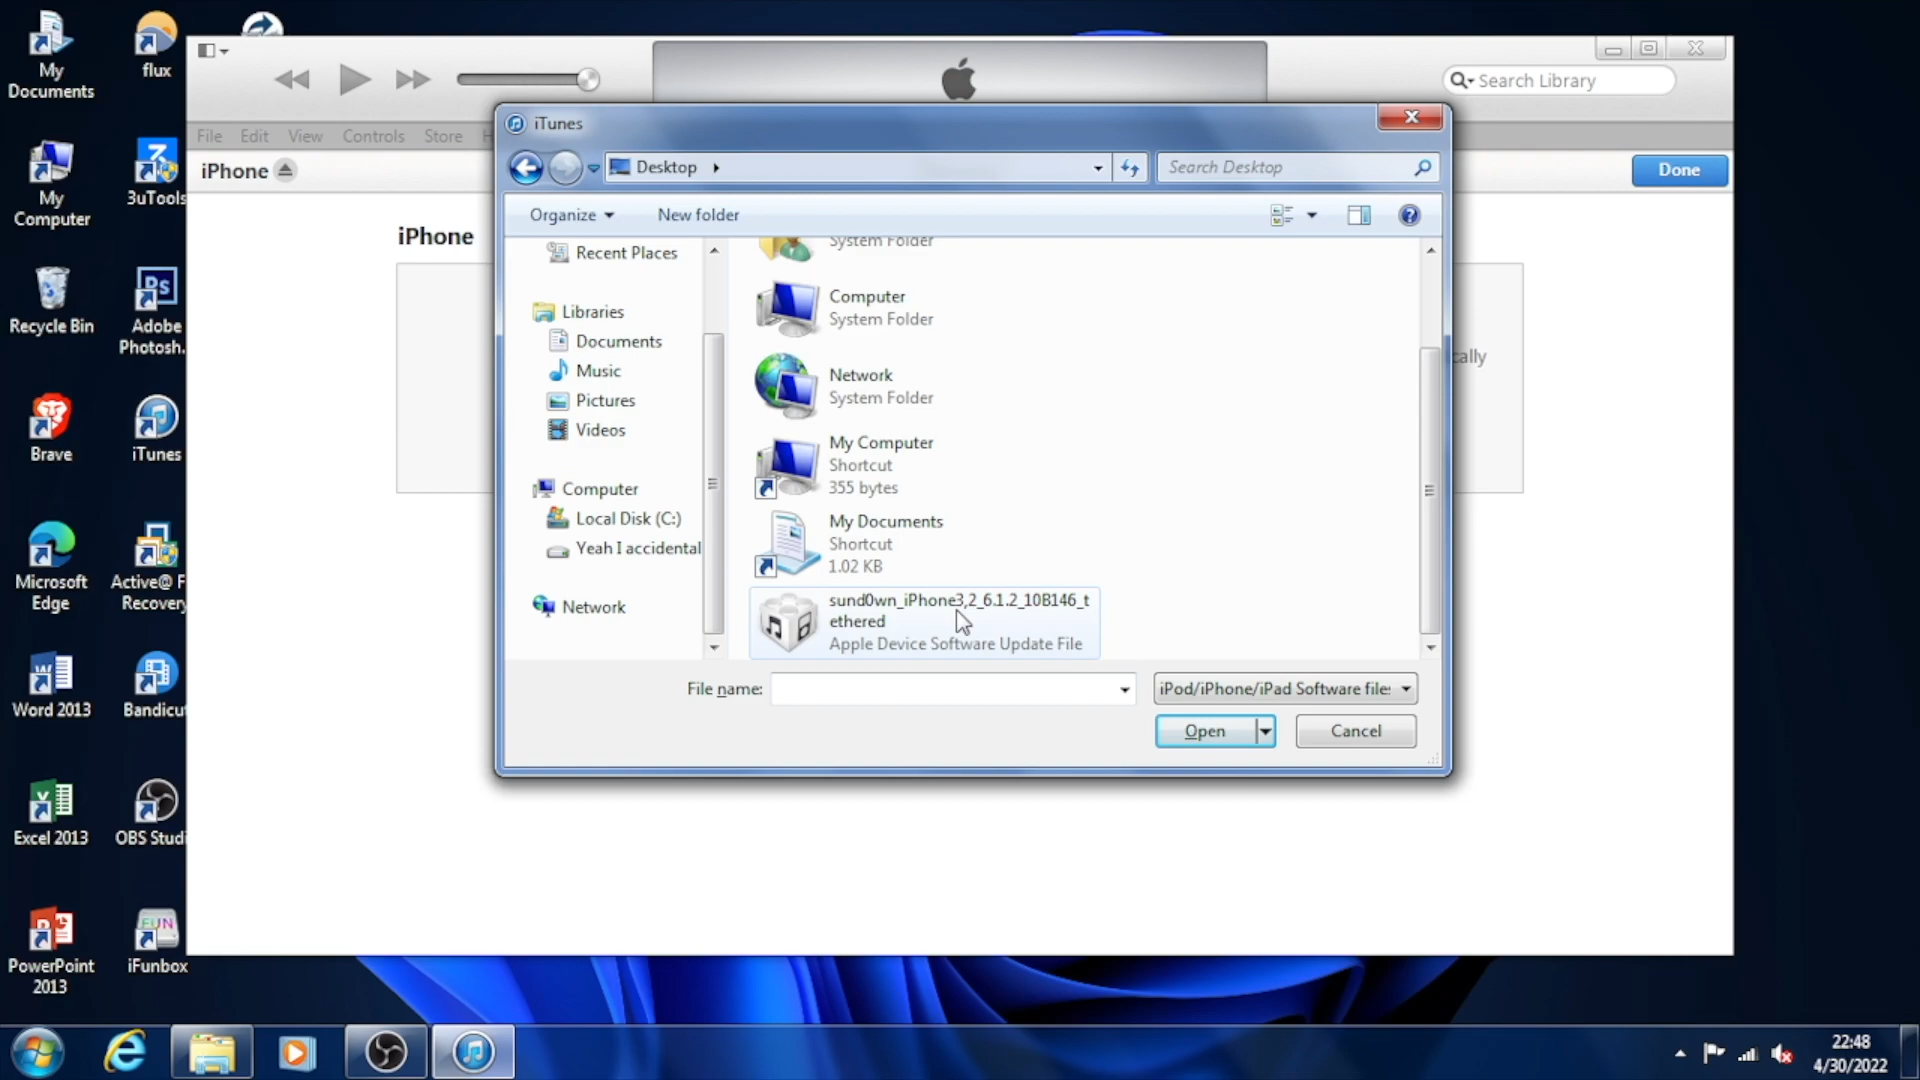 My
Documents
flux
My
Computer
3uTools
Recycle Bin
Adobe
Photosh.
Brave
iTunes
Microsoft
Edge
Active@ F
Recovery
Word 2013
Bandicut
Excel 2013
OBS Studi
PowerPoint
2013
iFunbox
Search Library
File Edit View Controls Store H
iPhone
Done
iPhone
cally
iTunes
Desktop
Search Desktop
Organize
New folder
Recent Places
Libraries
Documents
Music
Pictures
Videos
Computer
Local Disk (C:)
Yeah I accidental
Network
System Folder
Computer
System Folder
Network
System Folder
My Computer
Shortcut
355 bytes
My Documents
Shortcut
1.02 KB
sund0wn_iPhone3,2_6.1.2_10B146_t
ethered
Apple Device Software Update File
File name:
iPod/iPhone/iPad Software file
Open
Cancel
22:48
4/30/2022